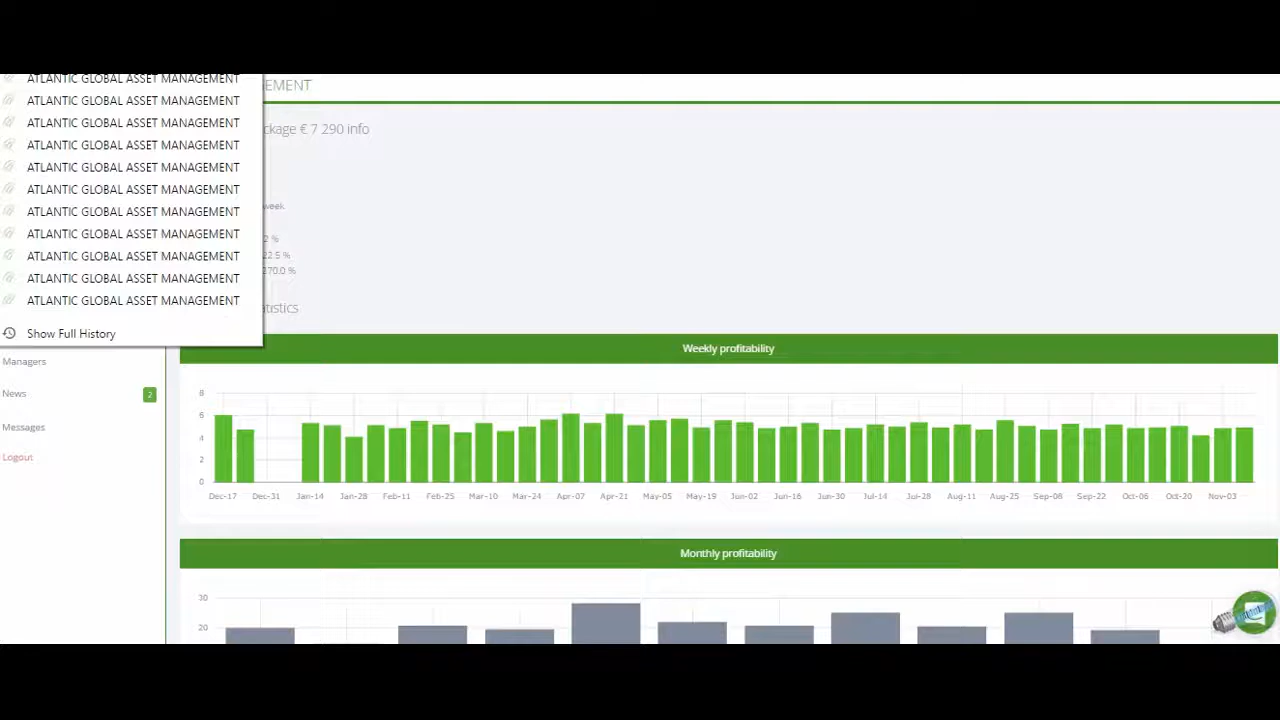 ATLANTIC GLOBAL ASSET MANAGEMENT
EMENT
ATLANTIC GLOBAL ASSET MANAGEMENT
ATLANTIC GLOBAL ASSET MANAGEMENT
ckage € 7 290 info
ATLANTIC GLOBAL ASSET MANAGEMENT
ATLANTIC GLOBAL ASSET MANAGEMENT
ATLANTIC GLOBAL ASSET MANAGEMENT
ATLANTIC GLOBAL ASSET MANAGEMENT
week
ATLANTIC GLOBAL ASSET MANAGEMENT
2 %
ATLANTIC GLOBAL ASSET MANAGEMENT
22.5 %
ATLANTIC GLOBAL ASSET MANAGEMENT
270.0 %
ATLANTIC GLOBAL ASSET MANAGEMENT
atistics
Show Full History
Managers
News 2
Messages
Logout
Weekly profitability
8
6
4
2
0
Dec-17 Dec-31 Jan-14 Jan-28 Feb-11 Feb-25 Mar-10 Mar-24 Apr-07 Apr-21 May-05 May-19 Jun-02 Jun-16 Jun-30 Jul-14 Jul-28 Aug-11 Aug-25 Sep-08 Sep-22 Oct-06 Oct-20 Nov-03
Monthly profitability
30
20